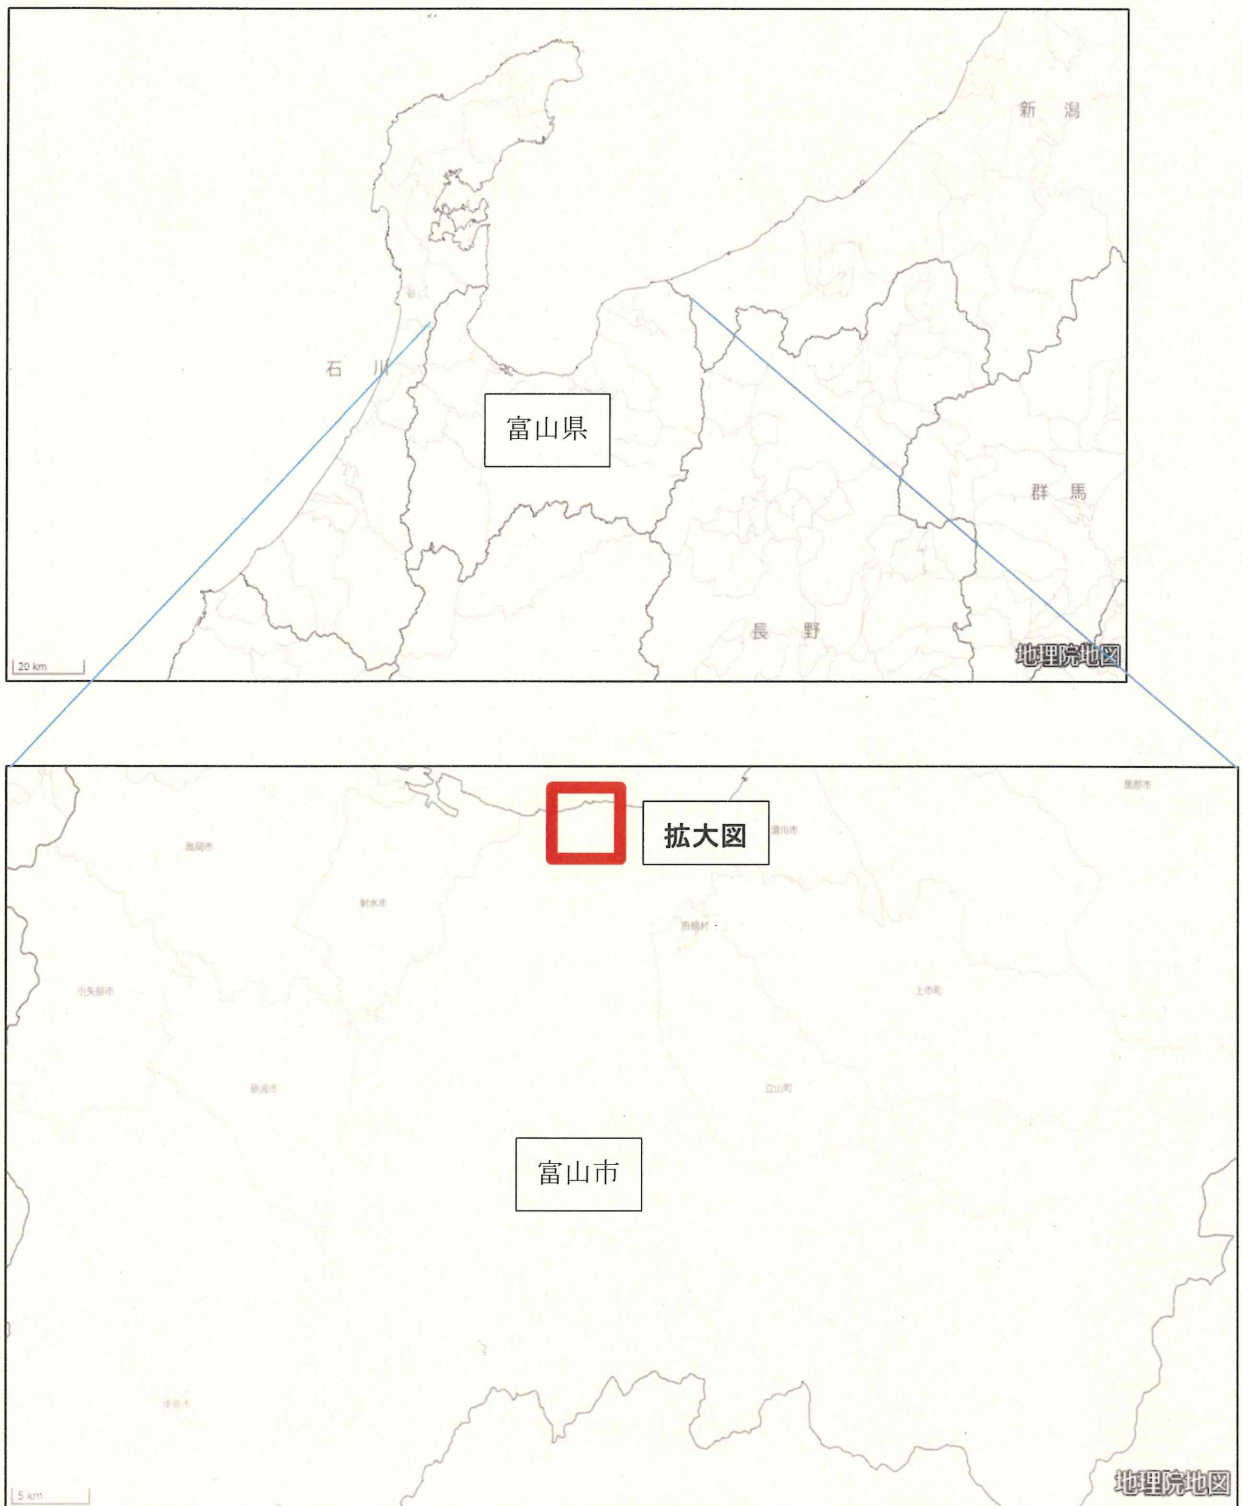 新潟
石川
富山県
群馬
長野
20 km
地理院地図
黒部市
拡大図
滑川市
高岡市
射水市
舟橋村
小矢部市
上市町
砺波市
立山町
富山市
5 km
地理院地図